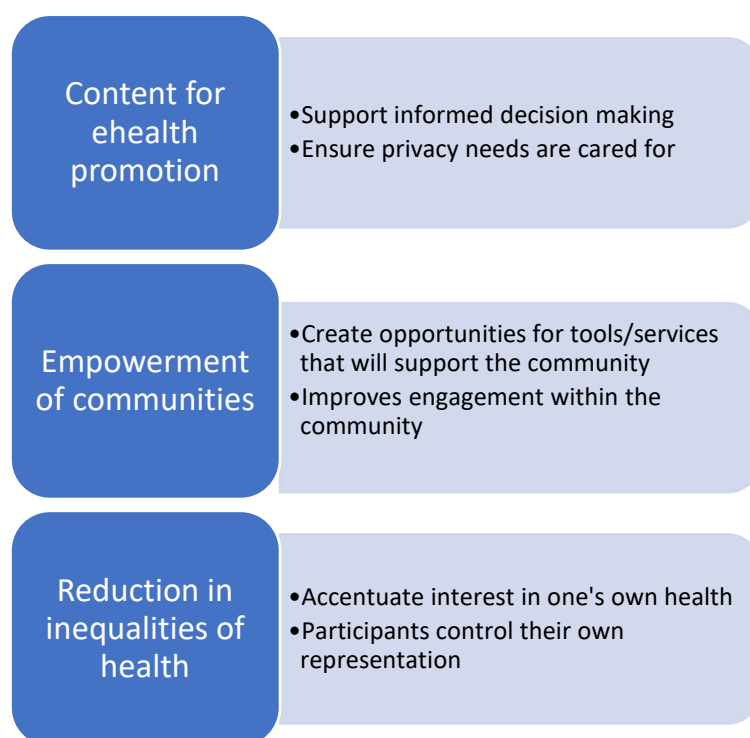 Content for
ehealth
promotion
•Support informed decision making
•Ensure privacy needs are cared for
Empowerment
of communities
•Create opportunities for tools/services
that will support the community
•Improves engagement within the
community
Reduction in
inequalities of
health
•Accentuate interest in one's own health
•Participants control their own
representation